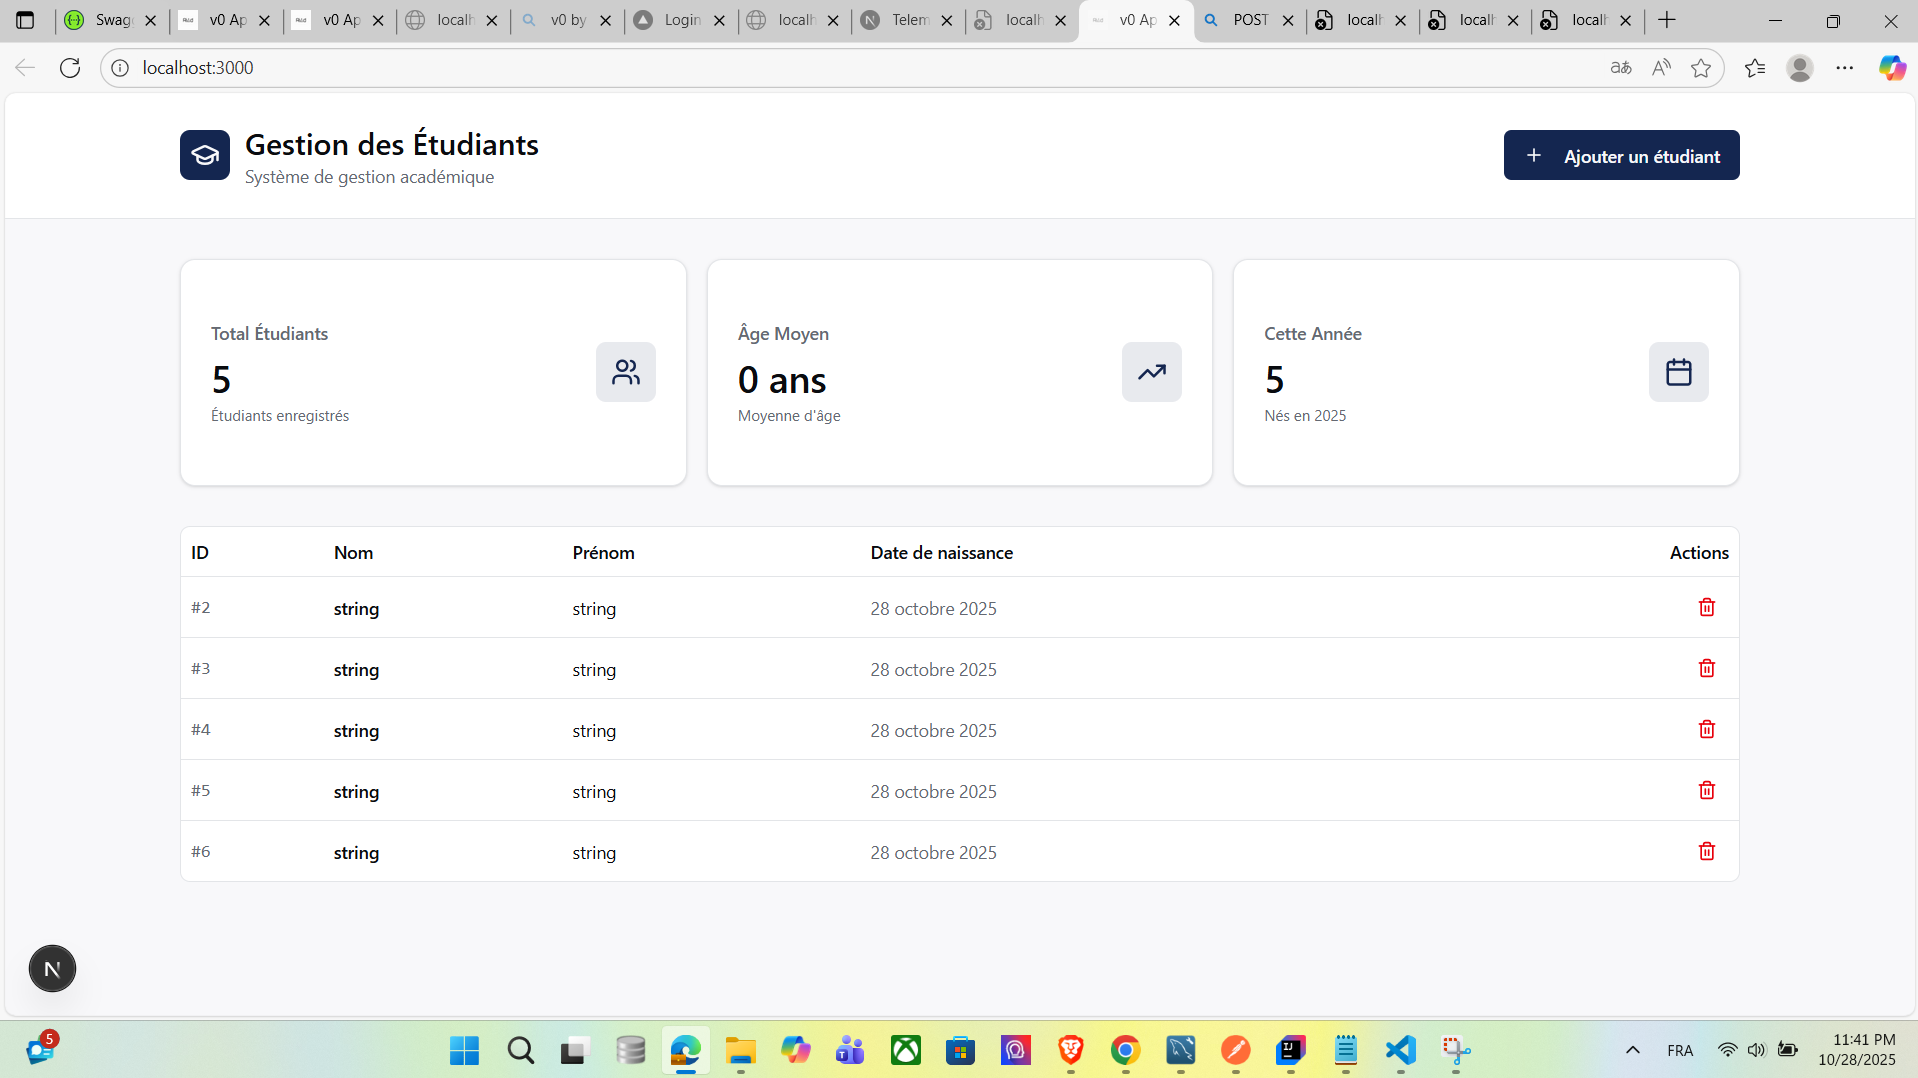 Swag
v0 Ap
v0 Ap
localh
v0 by
Login
localh
Telem
localh
v0 Ap
POST
localh
localh
localh
localhost:3000
Gestion des Étudiants
Système de gestion académique
Ajouter un étudiant
Total Étudiants
5
Étudiants enregistrés
Âge Moyen
0 ans
Moyenne d'âge
Cette Année
5
Nés en 2025
ID Nom Prénom Date de naissance Actions
#2 string string 28 octobre 2025
#3 string string 28 octobre 2025
#4 string string 28 octobre 2025
#5 string string 28 octobre 2025
#6 string string 28 octobre 2025
N
5
FRA
11:41 PM
10/28/2025